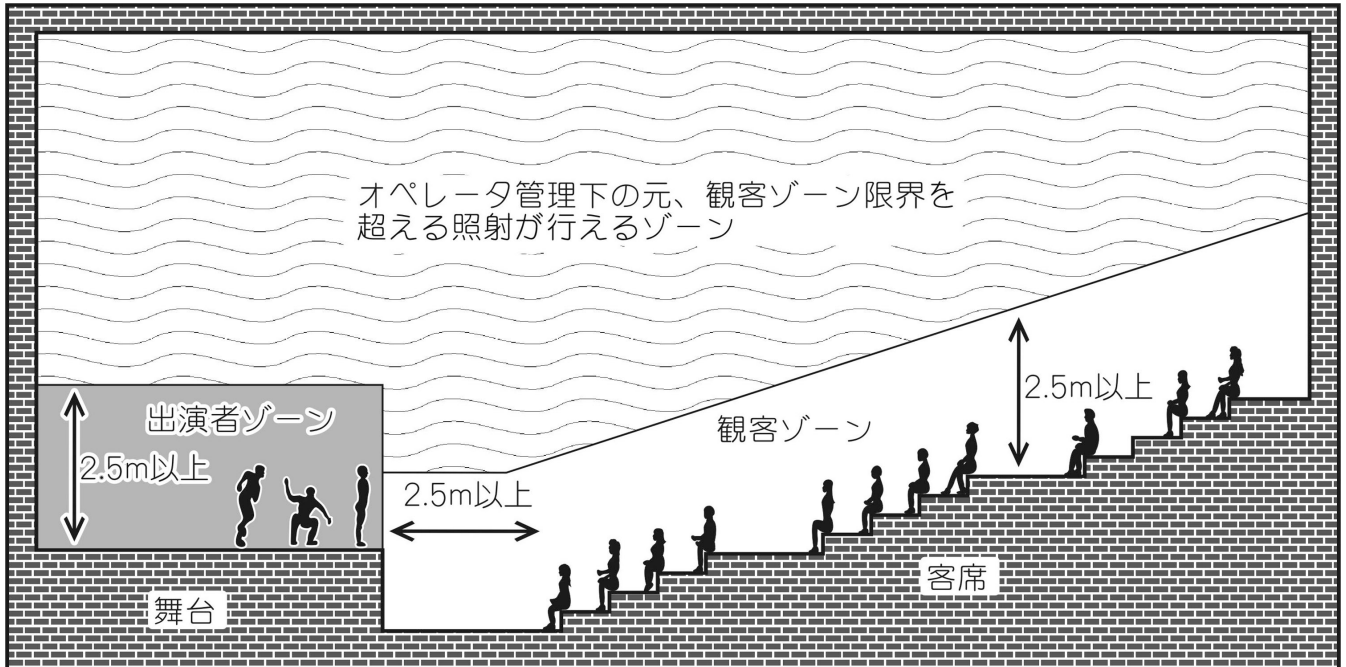 オペレータ管理下の元、観客ゾーン限界を
超える照射が行えるゾーン
出演者ゾーン
2.5m以上
2.5m以上
観客ゾーン
2.5m以上
客席
舞台